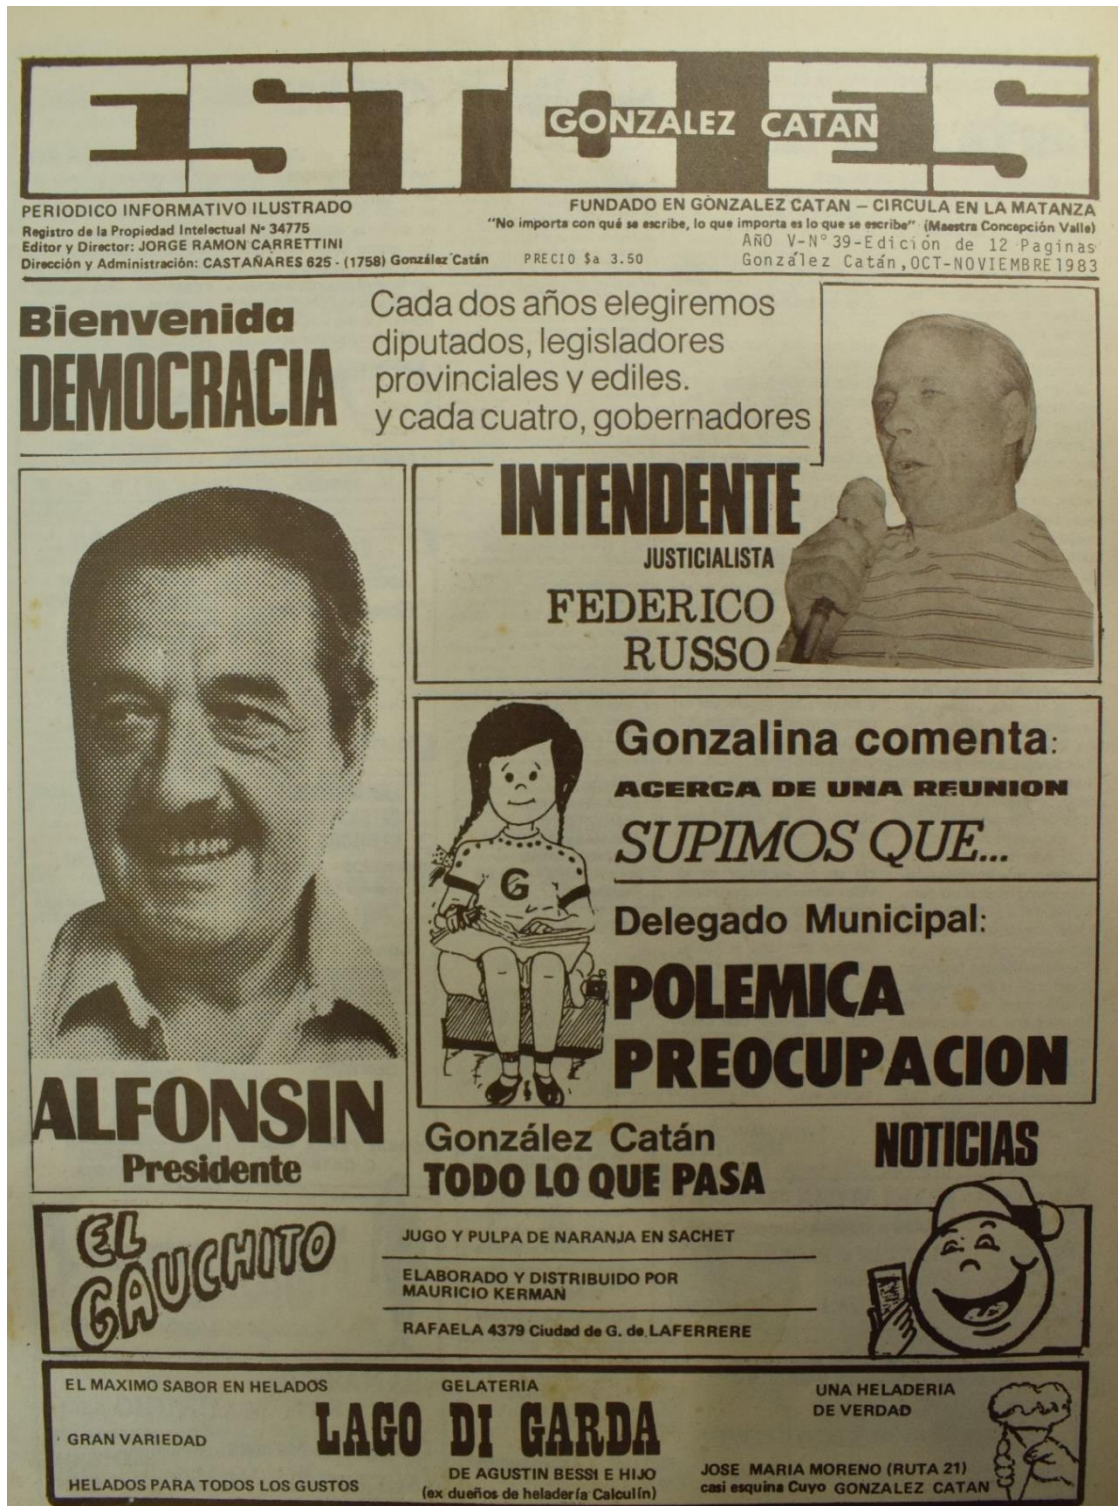 ESTO ES
GONZALEZ CATAN
PERIODICO INFORMATIVO ILUSTRADO
Registro de la Propiedad Intelectual Nº 34775
Editor y Director: JORGE RAMON CARRETTINI
Dirección y Administración: CASTAÑARES 625 - (1758) González Catán
PRECIO $a 3.50
FUNDADO EN GONZALEZ CATAN – CIRCULA EN LA MATANZA
"No importa con qué se escribe, lo que importa es lo que se escribe" (Maestra Concepción Valle)
AÑO V-Nº39-Edición de 12 Paginas
González Catán, OCT-NOVIEMBRE 1983
Bienvenida
DEMOCRACIA
Cada dos años elegiremos
diputados, legisladores
provinciales y ediles.
y cada cuatro, gobernadores
INTENDENTE
JUSTICIALISTA
FEDERICO
RUSSO
ALFONSIN
Presidente
Gonzalina comenta:
ACERCA DE UNA REUNION
SUPIMOS QUE...
G
Delegado Municipal:
POLEMICA
PREOCUPACION
González Catán
TODO LO QUE PASA
NOTICIAS
EL
GAUCHITO
JUGO Y PULPA DE NARANJA EN SACHET
ELABORADO Y DISTRIBUIDO POR
MAURICIO KERMAN
RAFAELA 4379 Ciudad de G. de LAFERRERE
EL MAXIMO SABOR EN HELADOS
GRAN VARIEDAD
HELADOS PARA TODOS LOS GUSTOS
GELATERIA
LAGO DI GARDA
DE AGUSTIN BESSI E HIJO
(ex dueños de heladería Calculín)
UNA HELADERIA
DE VERDAD
JOSE MARIA MORENO (RUTA 21)
casi esquina Cuyo GONZALEZ CATAN